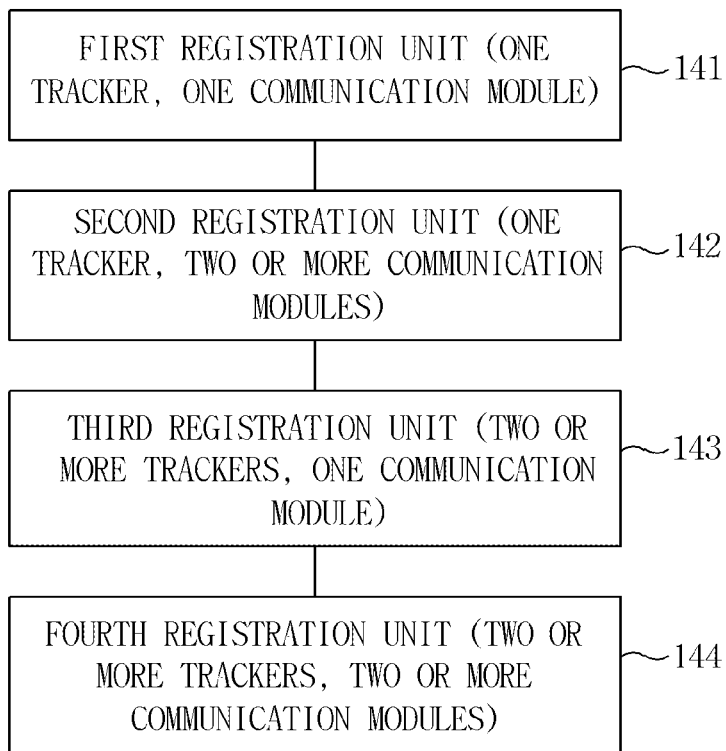 FIRST REGISTRATION UNIT (ONE
TRACKER, ONE COMMUNICATION MODULE)
141
SECOND REGISTRATION UNIT (ONE
TRACKER, TWO OR MORE COMMUNICATION
MODULES)
142
THIRD REGISTRATION UNIT (TWO OR
MORE TRACKERS, ONE COMMUNICATION
MODULE)
143
FOURTH REGISTRATION UNIT (TWO OR
MORE TRACKERS, TWO OR MORE
COMMUNICATION MODULES)
144